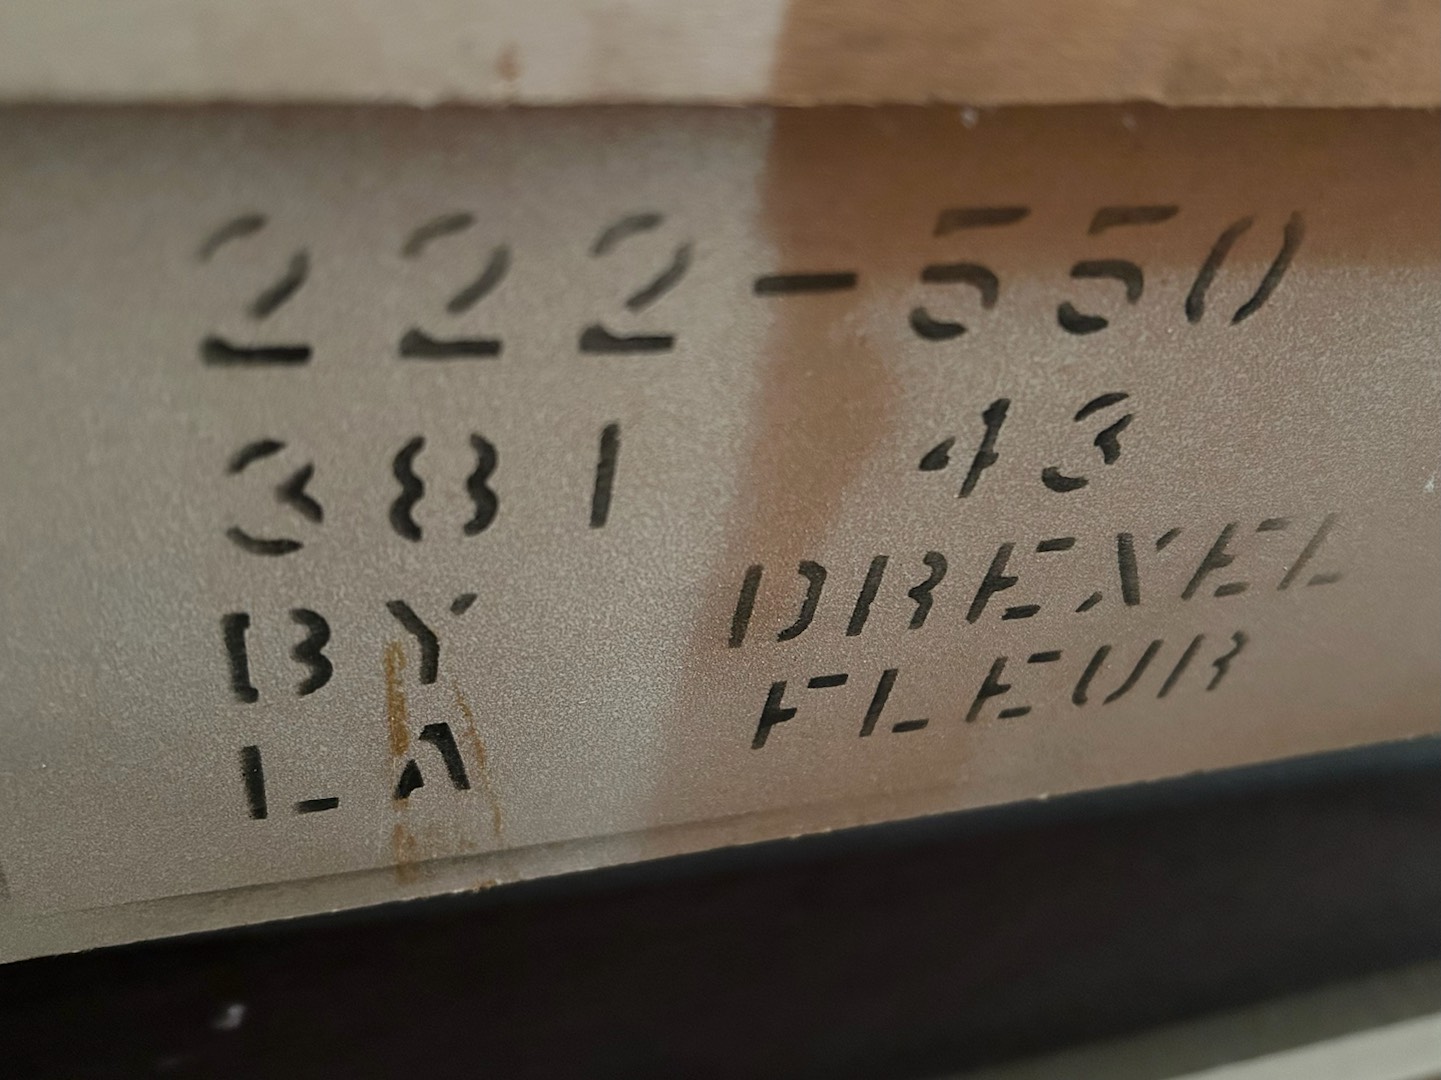 222-550
381 43
BY DREXEL
LA FLEUR